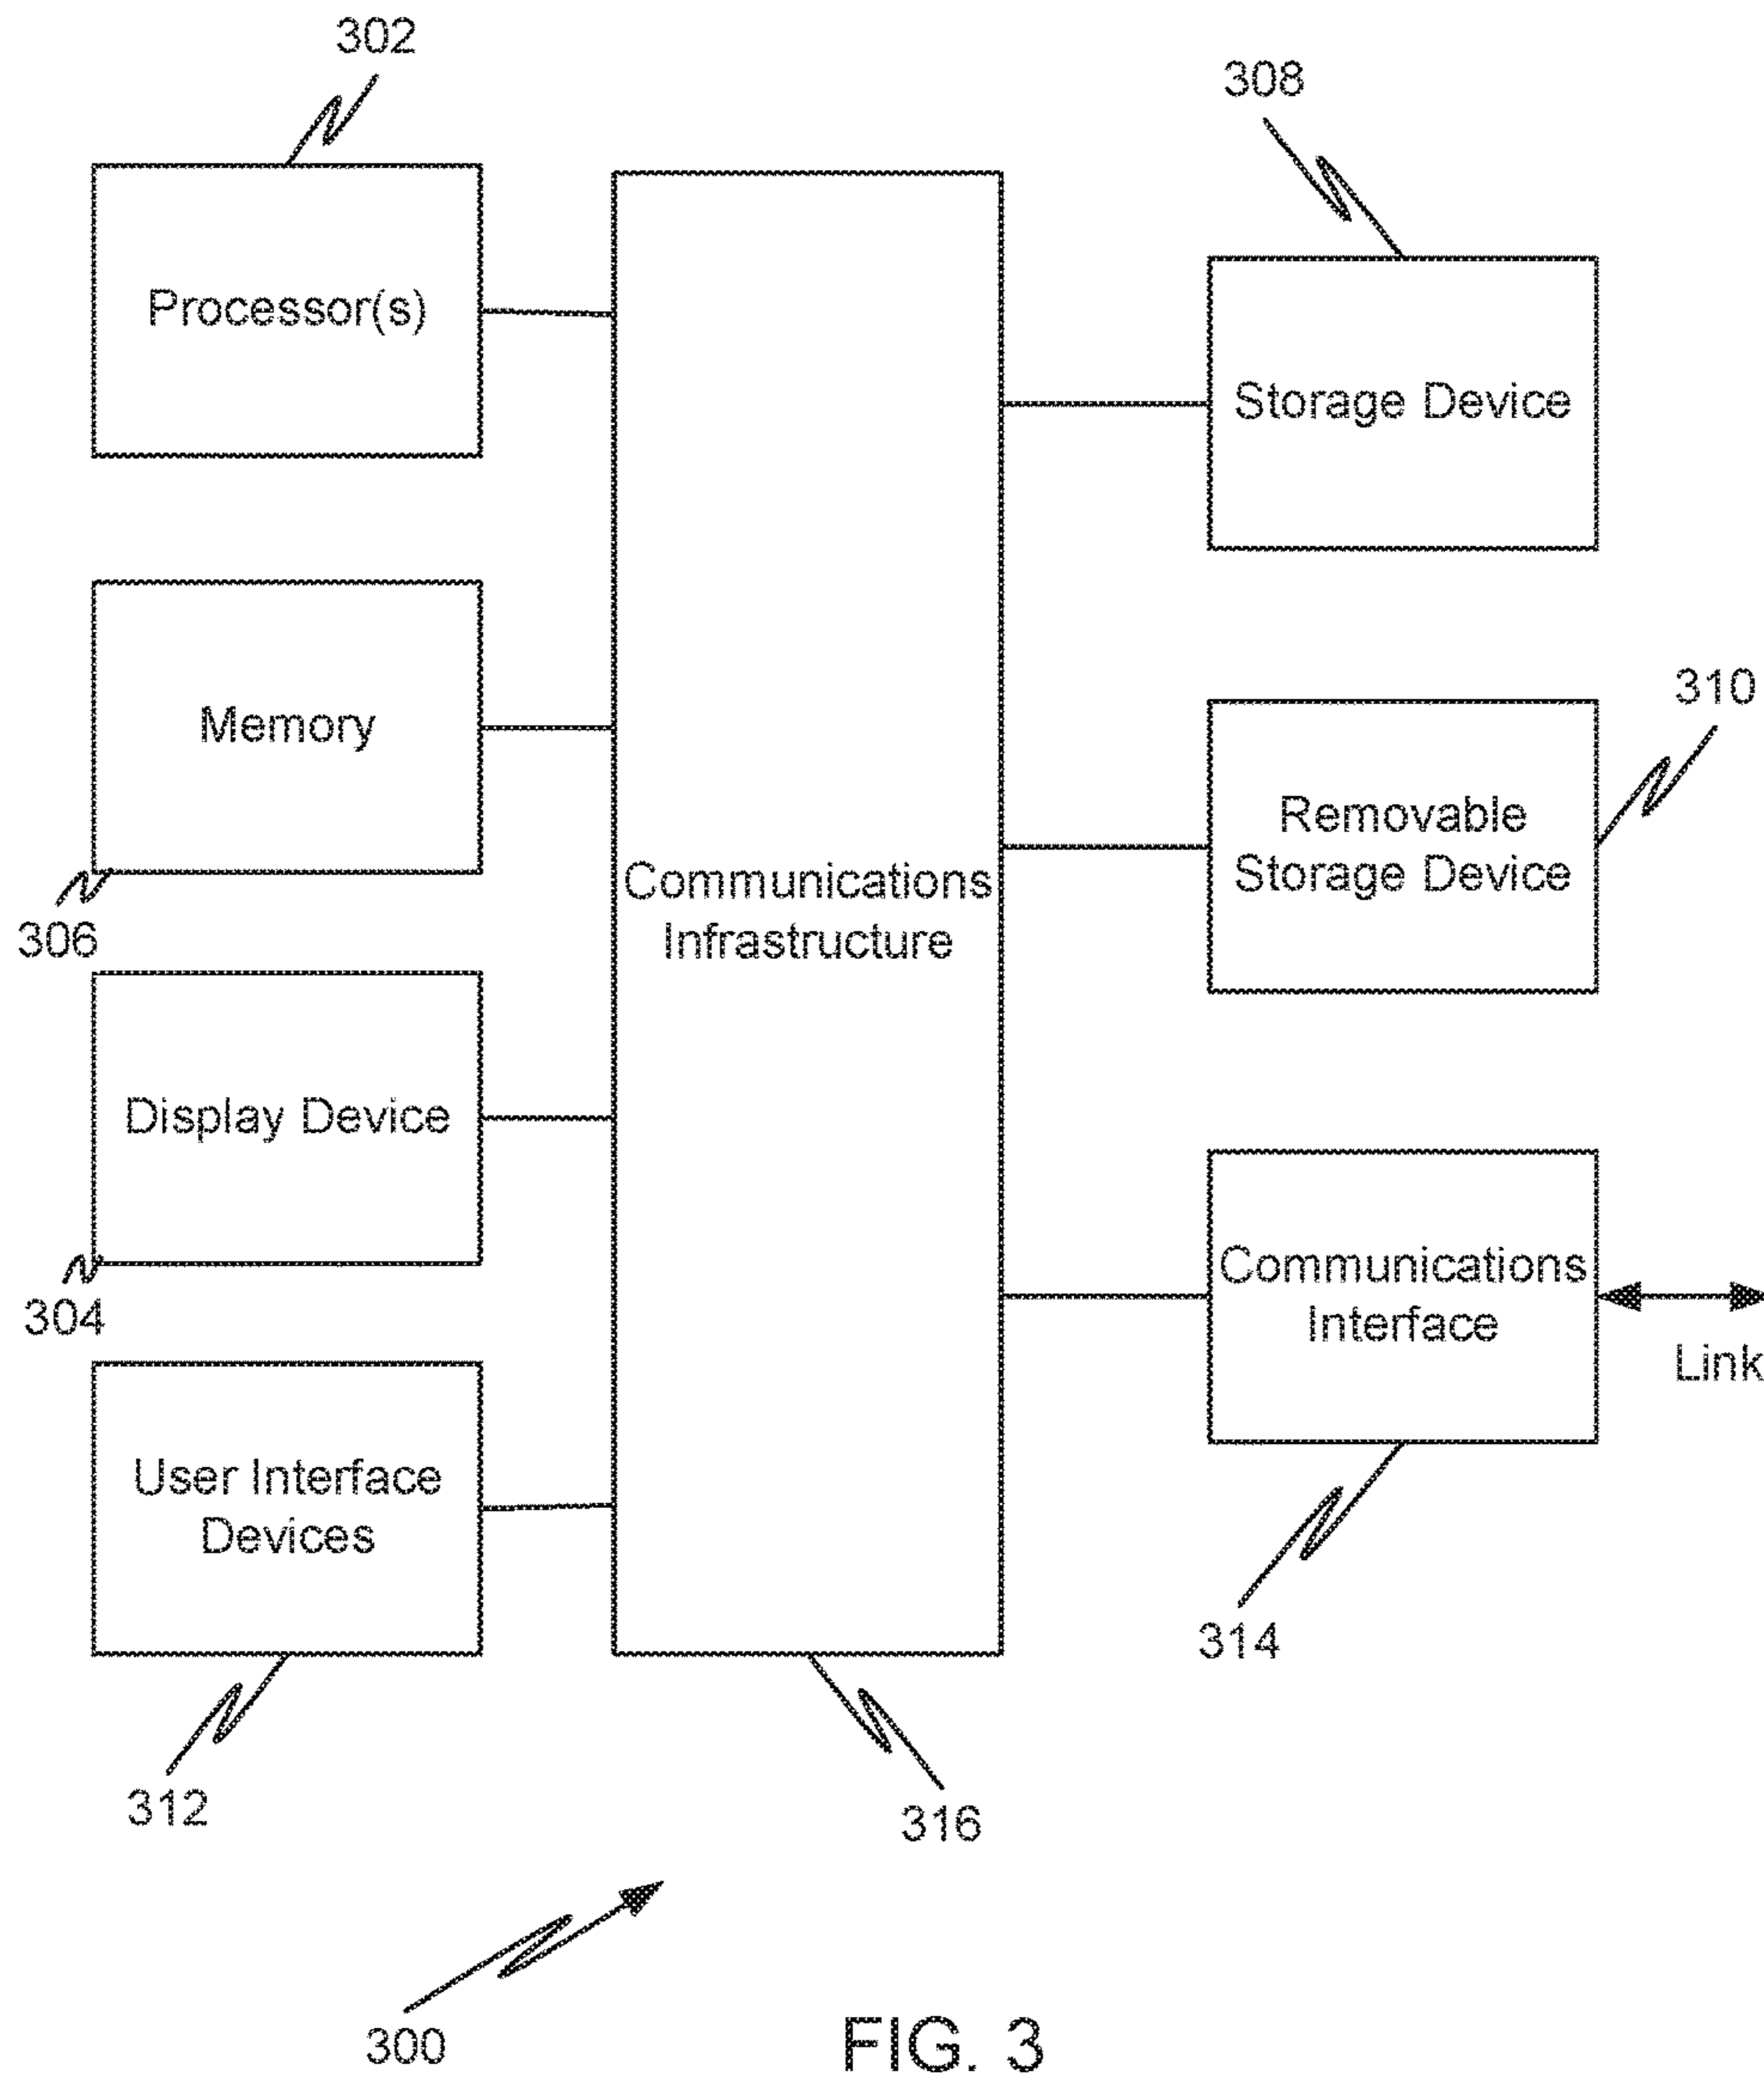 302
308
Processor(s)
Storage Device
310
Memory
Removable
Storage Device
306
Communications
Infrastructure
Display Device
304
Communications
Interface
Link
User Interface
Devices
314
312
316
300
FIG. 3